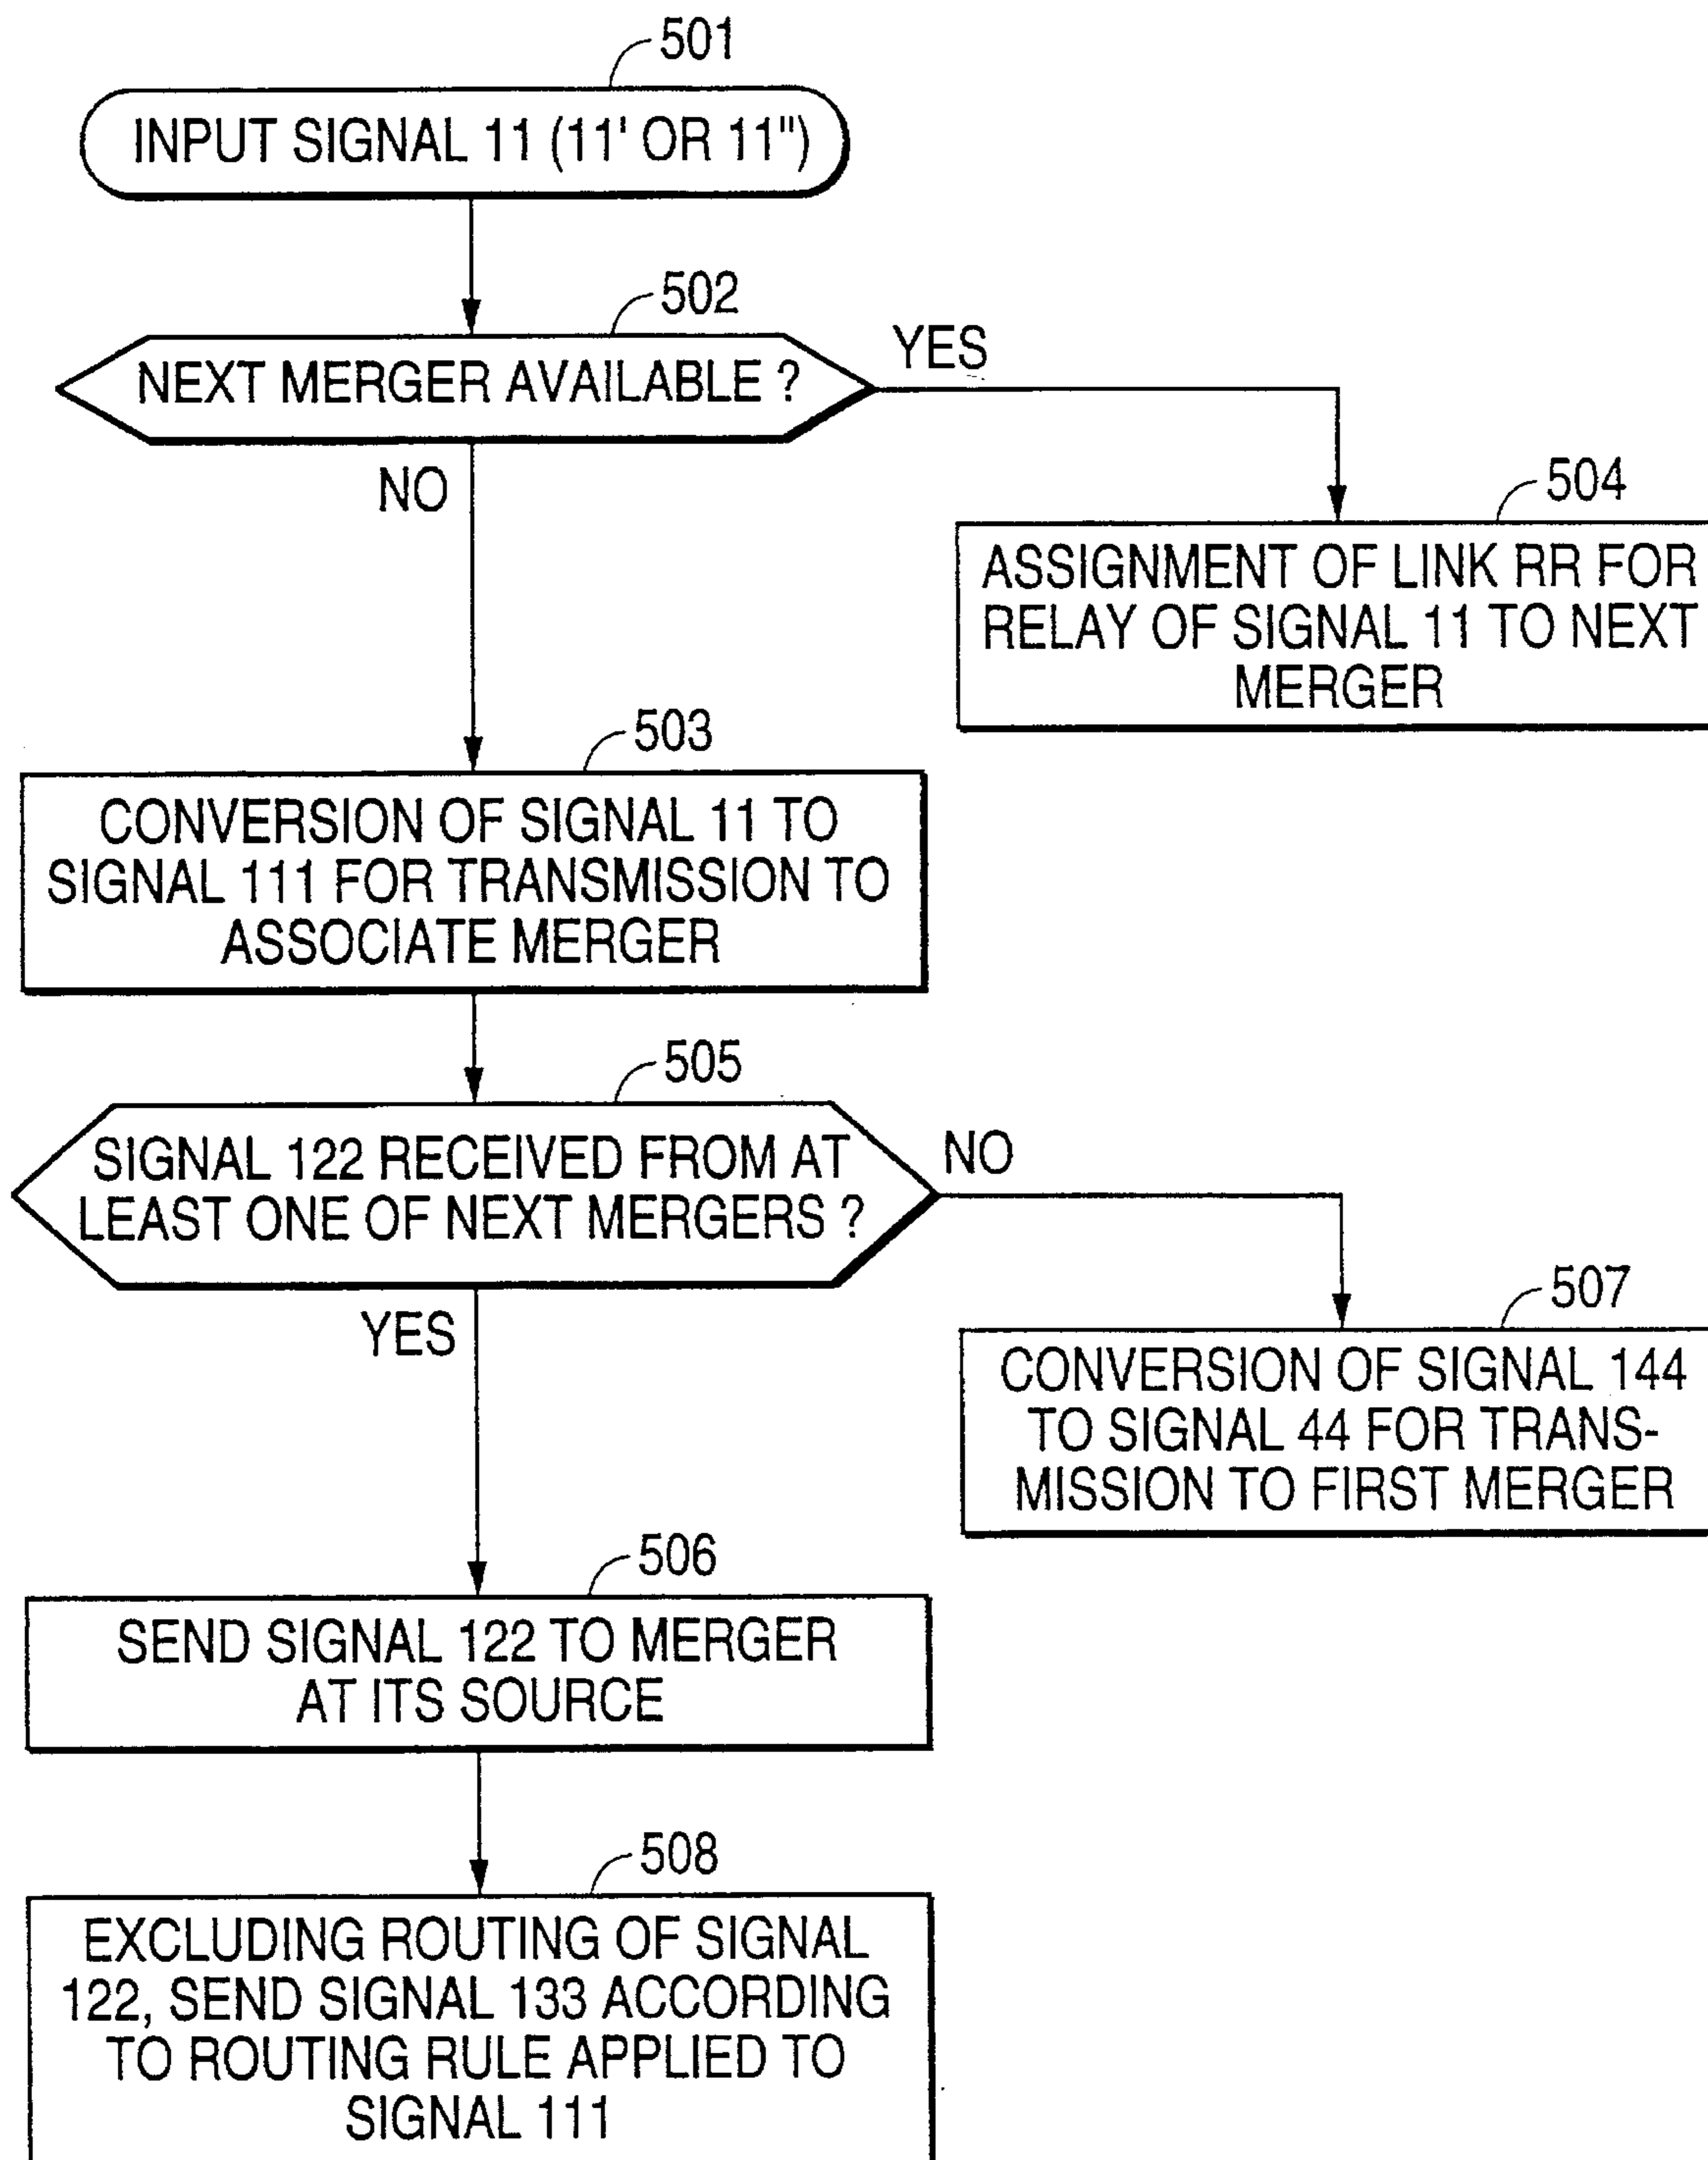 501
INPUT SIGNAL 11 (11' OR 11")
502
NEXT MERGER AVAILABLE ?
YES
NO
504
ASSIGNMENT OF LINK RR FOR
RELAY OF SIGNAL 11 TO NEXT
MERGER
503
CONVERSION OF SIGNAL 11 TO
SIGNAL 111 FOR TRANSMISSION TO
ASSOCIATE MERGER
505
SIGNAL 122 RECEIVED FROM AT
LEAST ONE OF NEXT MERGERS ?
NO
YES
507
CONVERSION OF SIGNAL 144
TO SIGNAL 44 FOR TRANS-
MISSION TO FIRST MERGER
506
SEND SIGNAL 122 TO MERGER
AT ITS SOURCE
508
EXCLUDING ROUTING OF SIGNAL
122, SEND SIGNAL 133 ACCORDING
TO ROUTING RULE APPLIED TO
SIGNAL 111